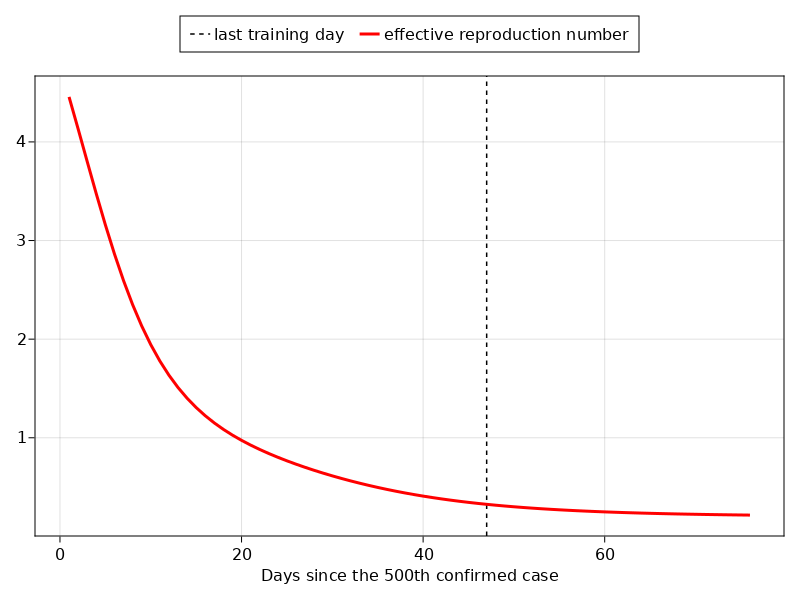 last training day effective reproduction number
4
3
2
1
0 20 40 60
Days since the 500th confirmed case